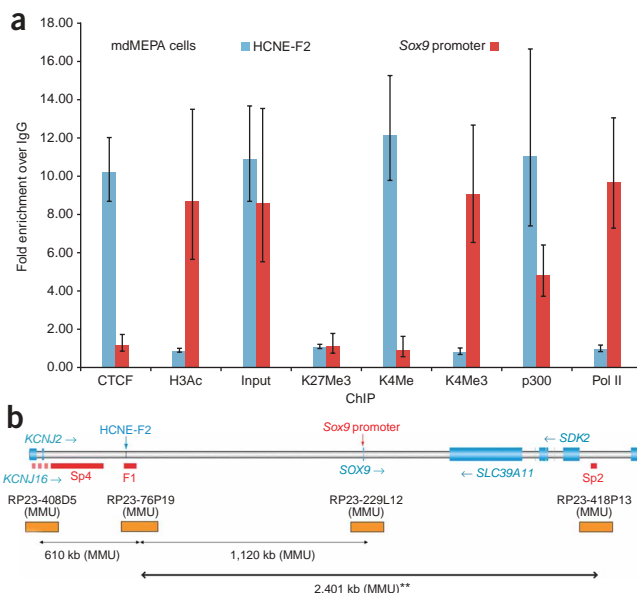 a
mdMEPA cells
HCNE-F2
Sox9 promoter
Fold enrichment over IgG
18.00
16.00
14.00
12.00
10.00
8.00
6.00
4.00
2.00
0.00
CTCF H3Ac Input K27Me3 K4Me K4Me3 p300 Pol II
ChIP
b
KCNJ2 →
HCNE-F2
Sox9 promoter
← SDK2
KCNJ16 →
Sp4
F1
SOX9 →
← SLC39A11
Sp2
RP23-408D5 (MMU)
RP23-76P19 (MMU)
RP23-229L12 (MMU)
RP23-418P13 (MMU)
610 kb (MMU)
1,120 kb (MMU)
2,401 kb (MMU)**